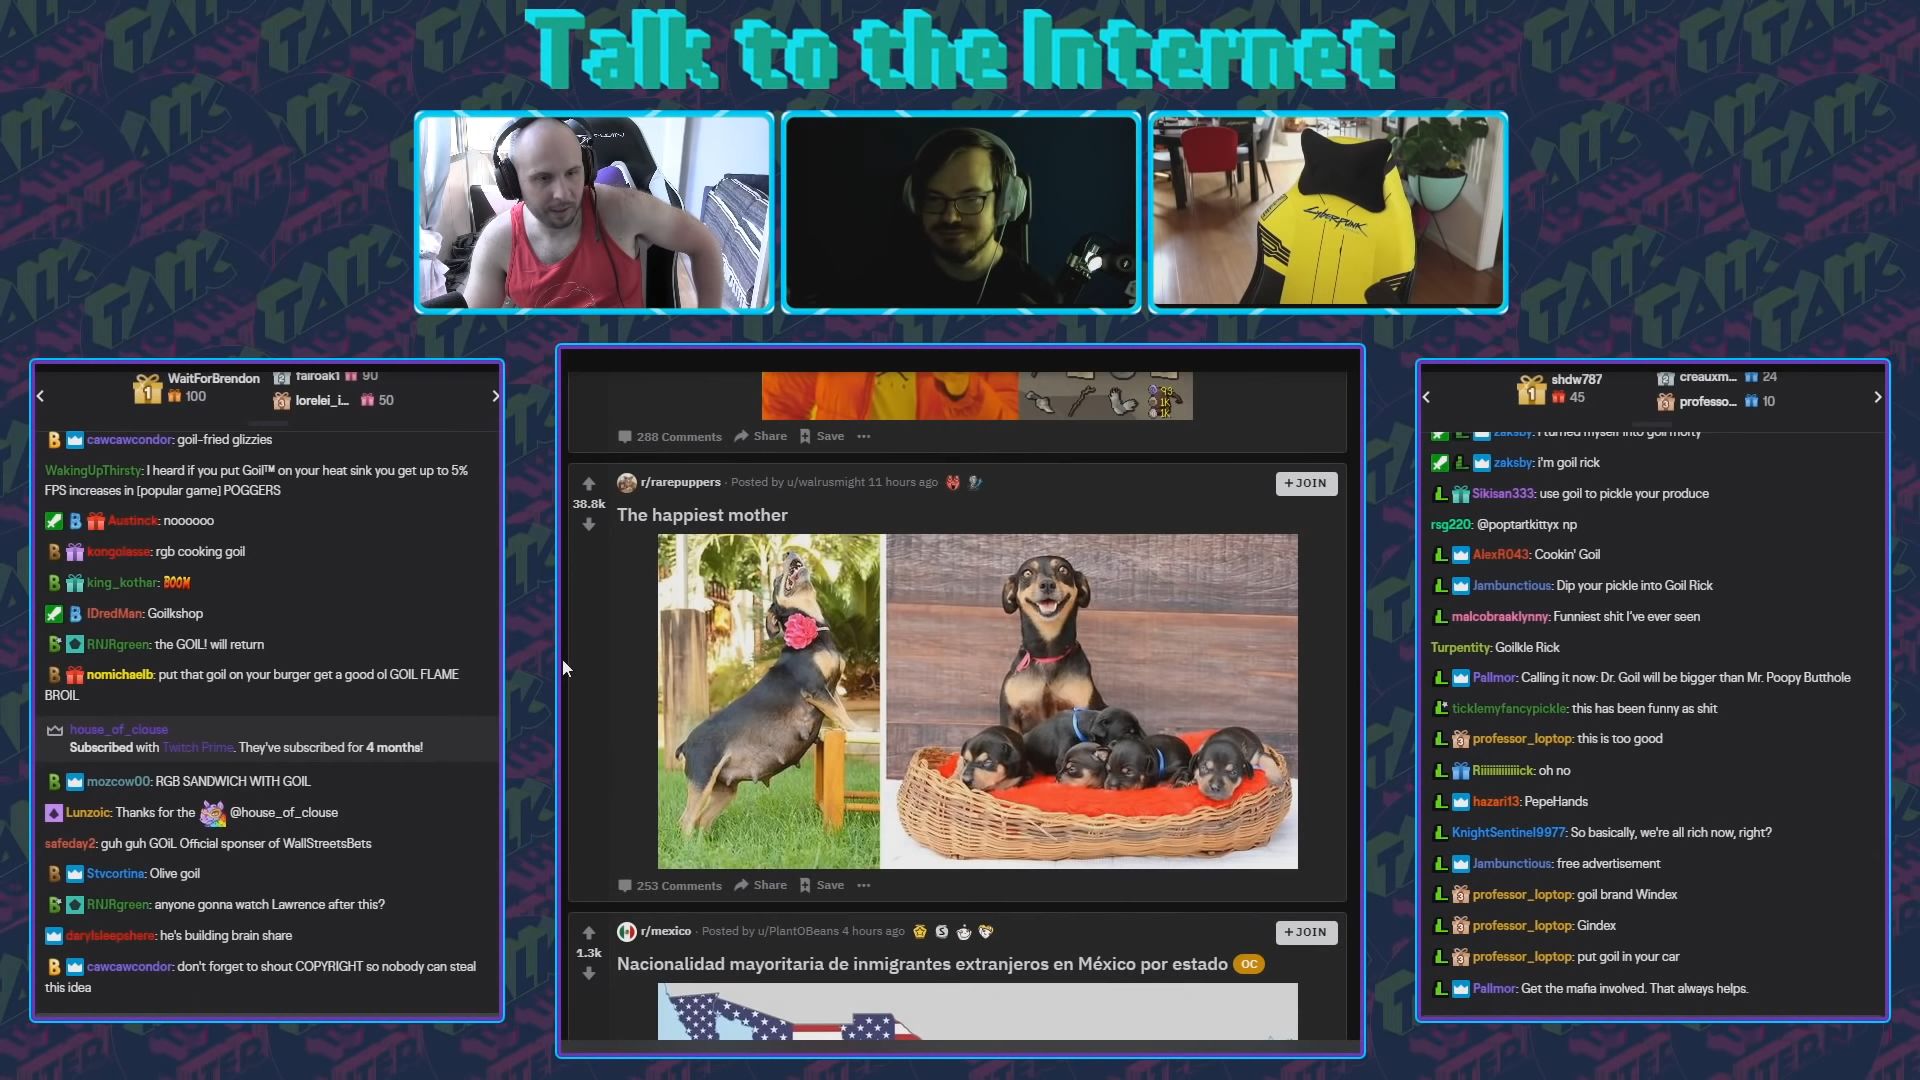 Talk to the Internet
CYBERPUNK
WaitForBrendon
100
fairoak1 90
lorelei_i... 50
cawcawcondor: goil-fried glizzies
WakingUpThirsty: I heard if you put Goil™ on your heat sink you get up to 5%
FPS increases in [popular game] POGGERS
Austinck: noooooo
kongolasse: rgb cooking goil
king_kothar: BOOM
IDredMan: Goilkshop
RNJRgreen: the GOIL! will return
nomichaelb: put that goil on your burger get a good ol GOIL FLAME
BROIL
house_of_clouse
Subscribed with Twitch Prime. They've subscribed for 4 months!
mozcow00: RGB SANDWICH WITH GOIL
Lunzoic: Thanks for the @house_of_clouse
safeday2: guh guh GOiL Official sponser of WallStreetsBets
Stvcortina: Olive goil
RNJRgreen: anyone gonna watch Lawrence after this?
darylsleepshere: he's building brain share
cawcawcondor: don't forget to shout COPYRIGHT so nobody can steal
this idea
99
1K
1K
288 Comments Share Save
r/rarepuppers · Posted by u/walrusmight 11 hours ago
+ JOIN
38.8k
The happiest mother
253 Comments Share Save
r/mexico · Posted by u/PlantOBeans 4 hours ago
+ JOIN
1.3k
Nacionalidad mayoritaria de inmigrantes extranjeros en México por estado OC
shdw787
45
creauxm... 24
professo... 10
zaksby: i turned myself into goil morty
zaksby: i'm goil rick
Sikisan333: use goil to pickle your produce
rsg220: @poptartkittyx np
AlexR043: Cookin' Goil
Jambunctious: Dip your pickle into Goil Rick
malcobraaklynny: Funniest shit I've ever seen
Turpentity: Goilkle Rick
Pallmor: Calling it now: Dr. Goil will be bigger than Mr. Poopy Butthole
ticklemyfancypickle: this has been funny as shit
professor_loptop: this is too good
Riiiiiiiiiiiiick: oh no
hazari13: PepeHands
KnightSentinel9977: So basically, we're all rich now, right?
Jambunctious: free advertisement
professor_loptop: goil brand Windex
professor_loptop: Gindex
professor_loptop: put goil in your car
Pallmor: Get the mafia involved. That always helps.